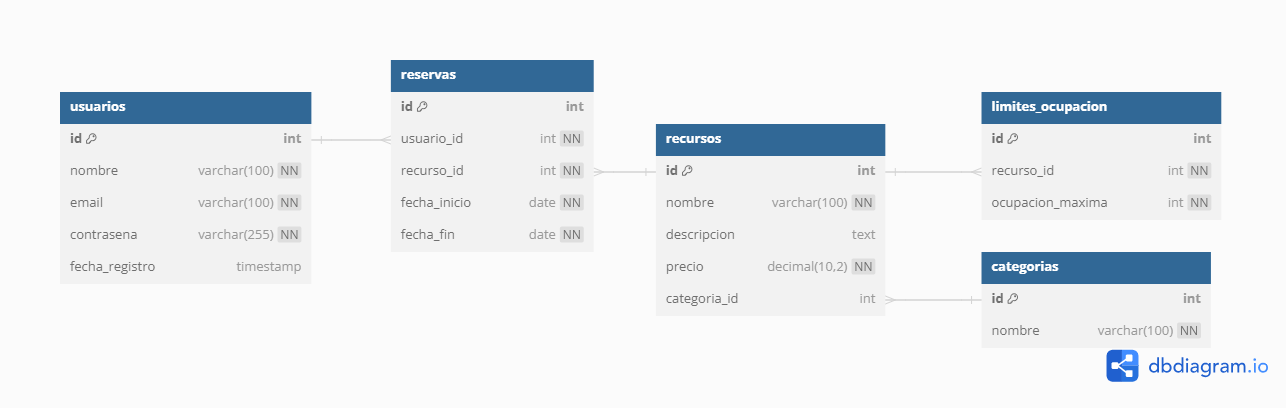 usuarios
id int
nombre varchar(100) NN
email varchar(100) NN
contrasena varchar(255) NN
fecha_registro timestamp
reservas
id int
usuario_id int NN
recurso_id int NN
fecha_inicio date NN
fecha_fin date NN
recursos
id int
nombre varchar(100) NN
descripcion text
precio decimal(10,2) NN
categoria_id int
limites_ocupacion
id int
recurso_id int NN
ocupacion_maxima int NN
categorias
id int
nombre varchar(100) NN
dbdiagram.io